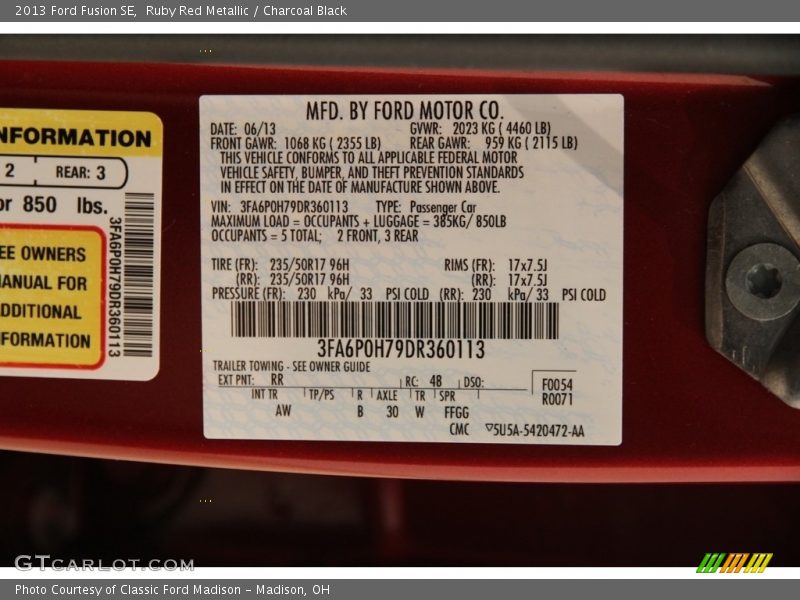 2013 Ford Fusion SE, Ruby Red Metallic / Charcoal Black
NFORMATION
2 REAR: 3
or 850 lbs.
EE OWNERS
MANUAL FOR
ADDITIONAL
FORMATION
3FA6P0H79DR360113
MFD. BY FORD MOTOR CO.
DATE: 06/13 GVWR: 2023 KG ( 4460 LB)
FRONT GAWR: 1068 KG ( 2355 LB) REAR GAWR: 959 KG ( 2115 LB)
THIS VEHICLE CONFORMS TO ALL APPLICABLE FEDERAL MOTOR
VEHICLE SAFETY, BUMPER, AND THEFT PREVENTION STANDARDS
IN EFFECT ON THE DATE OF MANUFACTURE SHOWN ABOVE.
VIN: 3FA6P0H79DR360113 TYPE: Passenger Car
MAXIMUM LOAD = OCCUPANTS + LUGGAGE = 385KG/ 850LB
OCCUPANTS = 5 TOTAL; 2 FRONT, 3 REAR
TIRE (FR): 235/50R17 96H RIMS (FR): 17x7.5J
(RR): 235/50R17 96H (RR): 17x7.5J
PRESSURE (FR): 230 kPa/ 33 PSI COLD (RR): 230 kPa/ 33 PSI COLD
3FA6P0H79DR360113
TRAILER TOWING - SEE OWNER GUIDE
EXT PNT: RR RC: 48 DSO: F0054
INT TR TP/PS R AXLE TR SPR R0071
AW B 30 W FFGG
CMC ▽5U5A-5420472-AA
GTCARLOT.COM
Photo Courtesy of Classic Ford Madison - Madison, OH